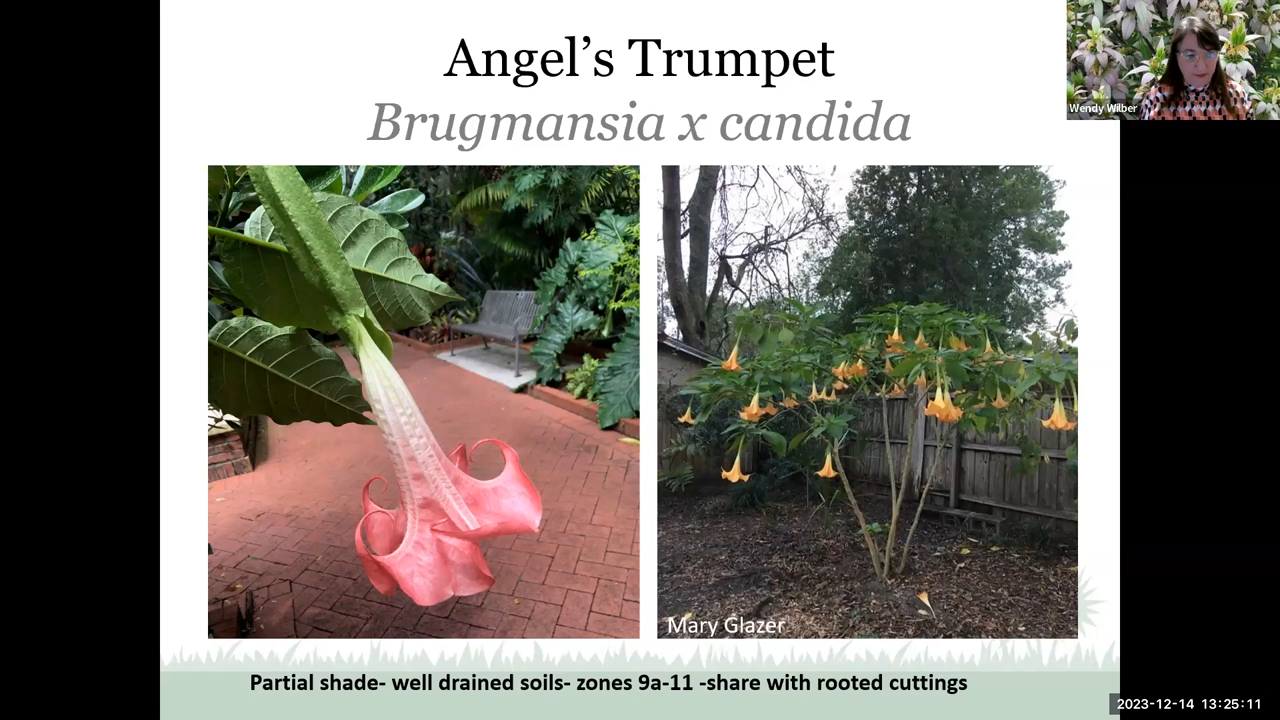 Angel’s Trumpet
Brugmansia x candida
Wendy Wilber
Mary Glazer
Partial shade- well drained soils- zones 9a-11 -share with rooted cuttings
2023-12-14 13:25:11